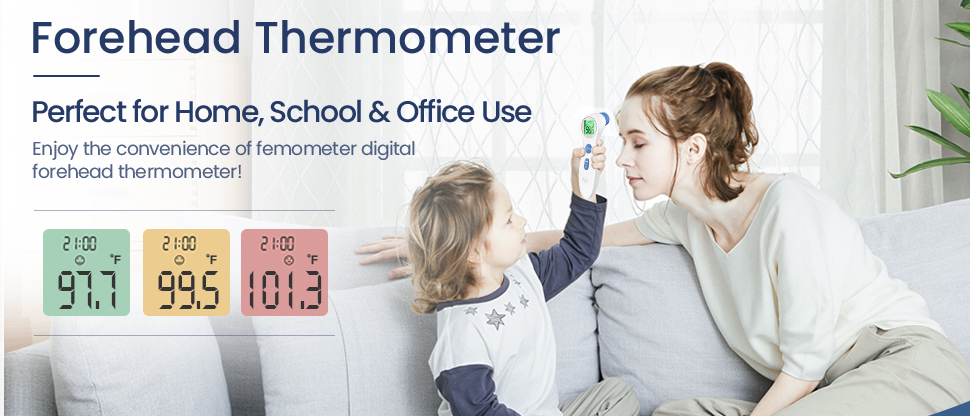 Forehead Thermometer
Perfect for Home, School & Office Use
Enjoy the convenience of femometer digital
forehead thermometer!
21:00 21:00 21:00
°F °F °F
97.7 99.5 101.3